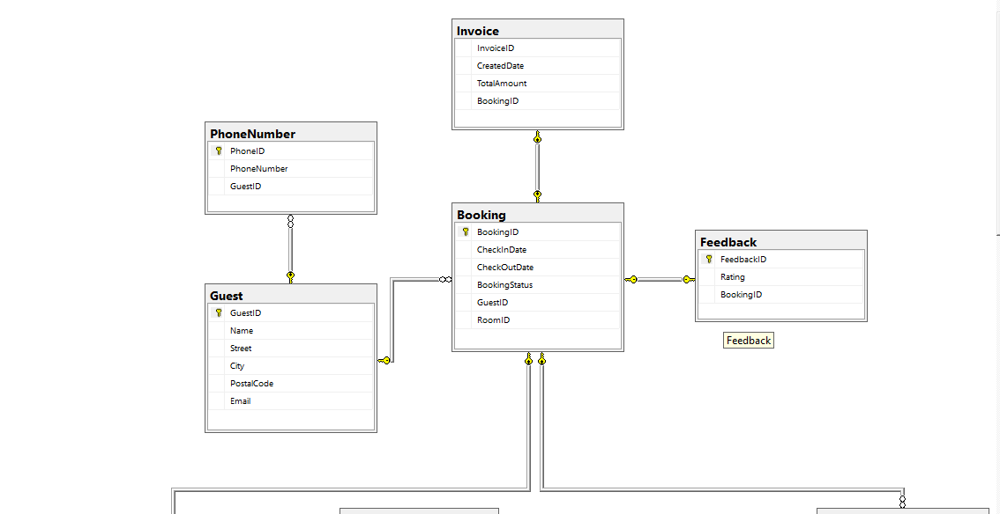 Invoice
InvoiceID
CreatedDate
TotalAmount
BookingID
PhoneNumber
PhoneID
PhoneNumber
GuestID
Booking
BookingID
CheckInDate
CheckOutDate
BookingStatus
GuestID
RoomID
Feedback
FeedbackID
Rating
BookingID
Feedback
Guest
GuestID
Name
Street
City
PostalCode
Email